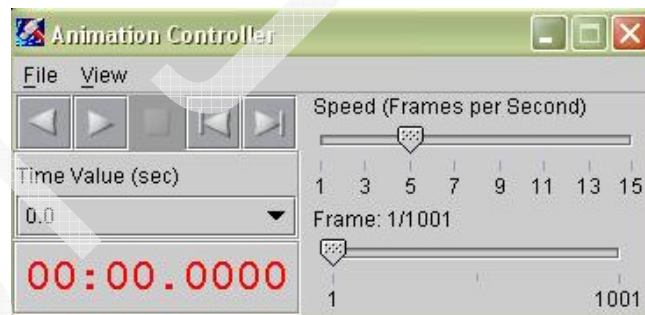 Animation Controller
File View
Speed (Frames per Second)
1 3 5 7 9 11 13 15
Time Value (sec)
0.0
Frame: 1/1001
1 1001
00:00.0000